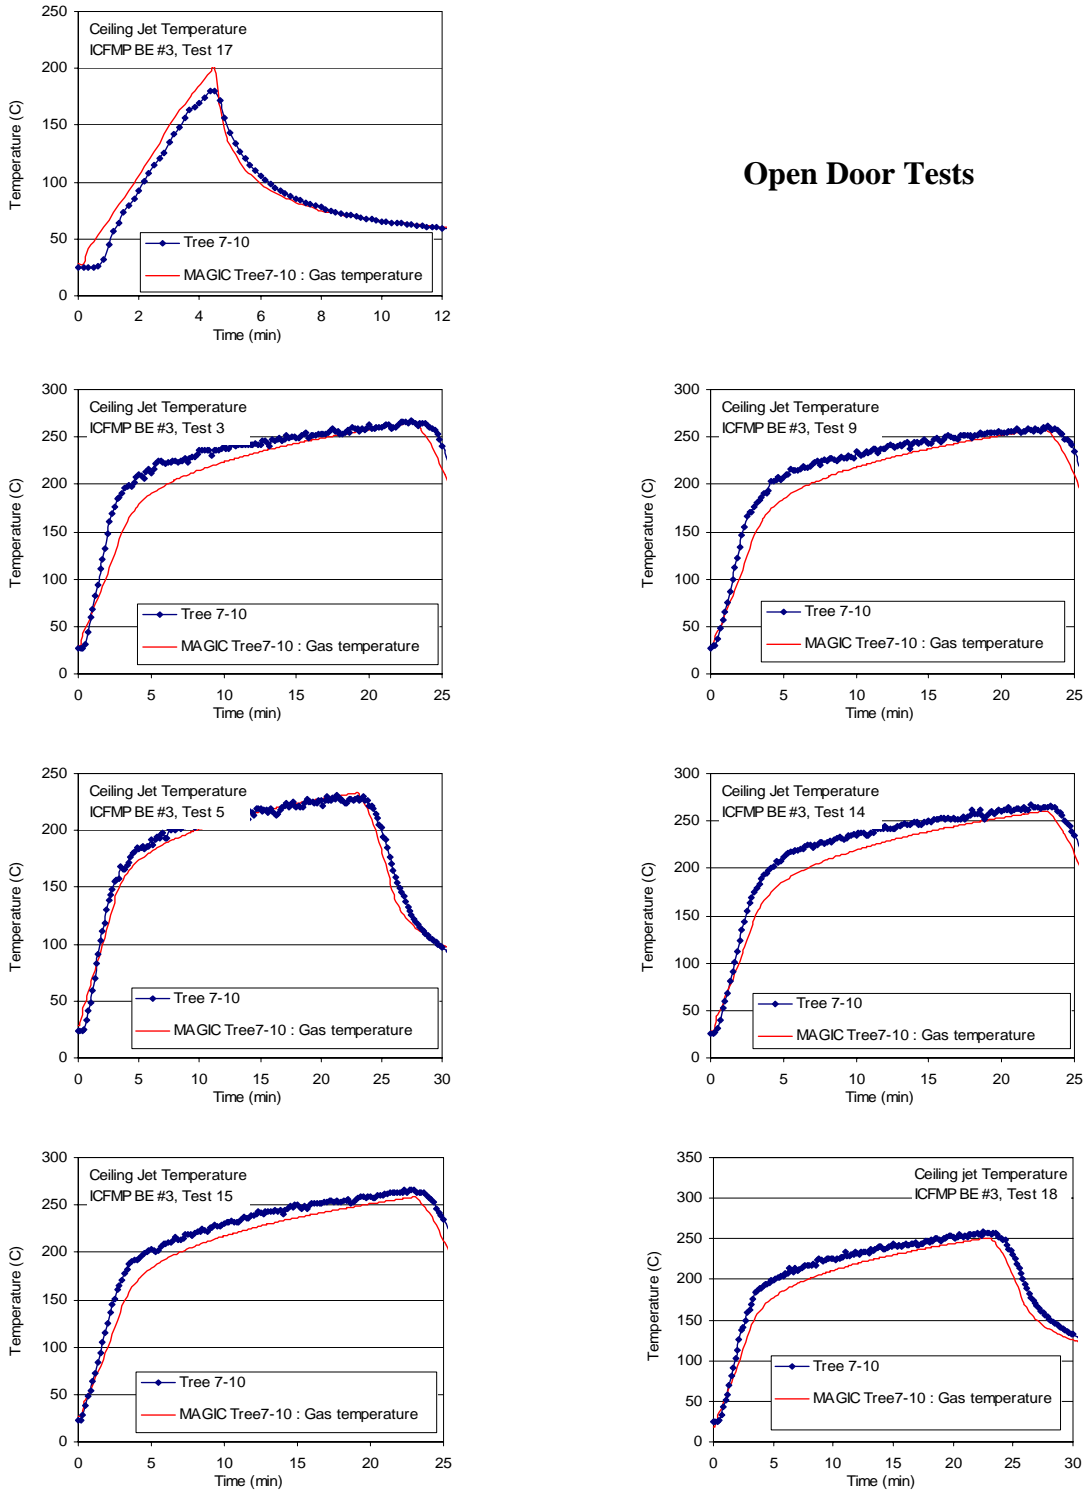 Ceiling Jet Temperature
ICFMP BE #3, Test 17
Temperature (C)
250
200
150
100
50
0
Tree 7-10
MAGIC Tree7-10 : Gas temperature
0 2 4 6 8 10 12
Time (min)
Open Door Tests
Ceiling Jet Temperature
ICFMP BE #3, Test 3
Temperature (C)
300
250
200
150
100
50
0
Tree 7-10
MAGIC Tree7-10 : Gas temperature
0 5 10 15 20 25
Time (min)
Ceiling Jet Temperature
ICFMP BE #3, Test 9
Temperature (C)
300
250
200
150
100
50
0
Tree 7-10
MAGIC Tree7-10 : Gas temperature
0 5 10 15 20 25
Time (min)
Ceiling Jet Temperature
ICFMP BE #3, Test 5
Temperature (C)
250
200
150
100
50
0
Tree 7-10
MAGIC Tree7-10 : Gas temperature
0 5 10 15 20 25 30
Time (min)
Ceiling Jet Temperature
ICFMP BE #3, Test 14
Temperature (C)
300
250
200
150
100
50
0
Tree 7-10
MAGIC Tree7-10 : Gas temperature
0 5 10 15 20 25
Time (min)
Ceiling Jet Temperature
ICFMP BE #3, Test 15
Temperature (C)
300
250
200
150
100
50
0
Tree 7-10
MAGIC Tree7-10 : Gas temperature
0 5 10 15 20 25
Time (min)
Ceiling jet Temperature
ICFMP BE #3, Test 18
Temperature (C)
350
300
250
200
150
100
50
0
Tree 7-10
MAGIC Tree7-10 : Gas temperature
0 5 10 15 20 25 30
Time (min)